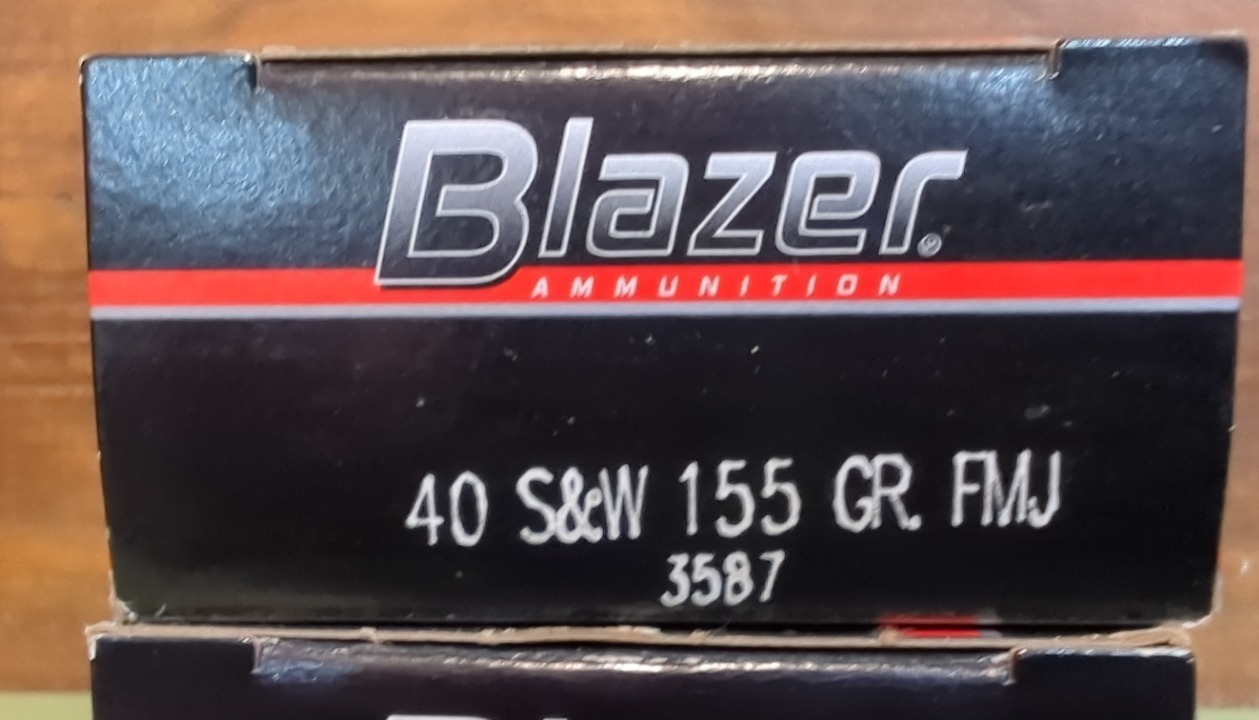 Blazer®
AMMUNITION
40 S&W 155 GR. FMJ
3587